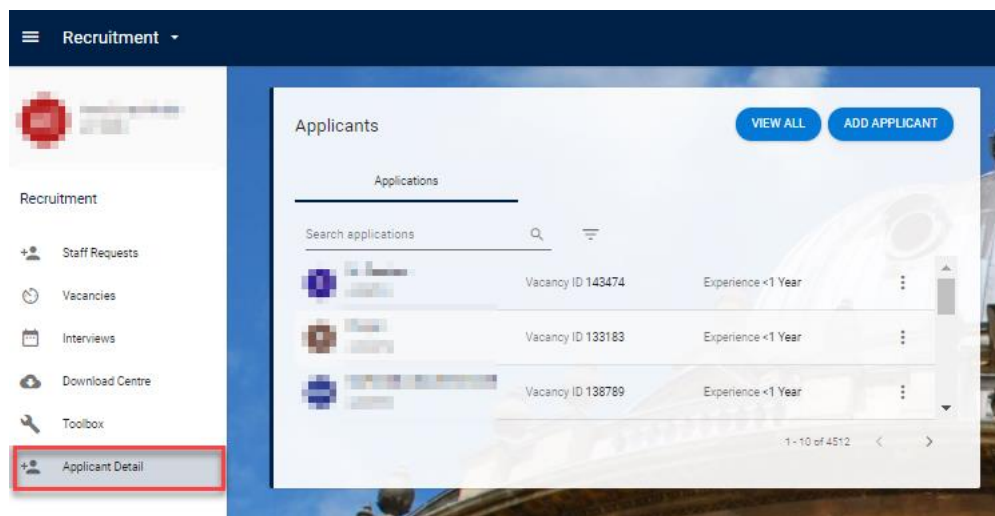 Recruitment
Applicants
VIEW ALL
ADD APPLICANT
Applications
Search applications
Vacancy ID 143474 Experience <1 Year
Vacancy ID 133183 Experience <1 Year
Vacancy ID 138789 Experience <1 Year
1 - 10 of 4512
Recruitment
Staff Requests
Vacancies
Interviews
Download Centre
Toolbox
Applicant Detail